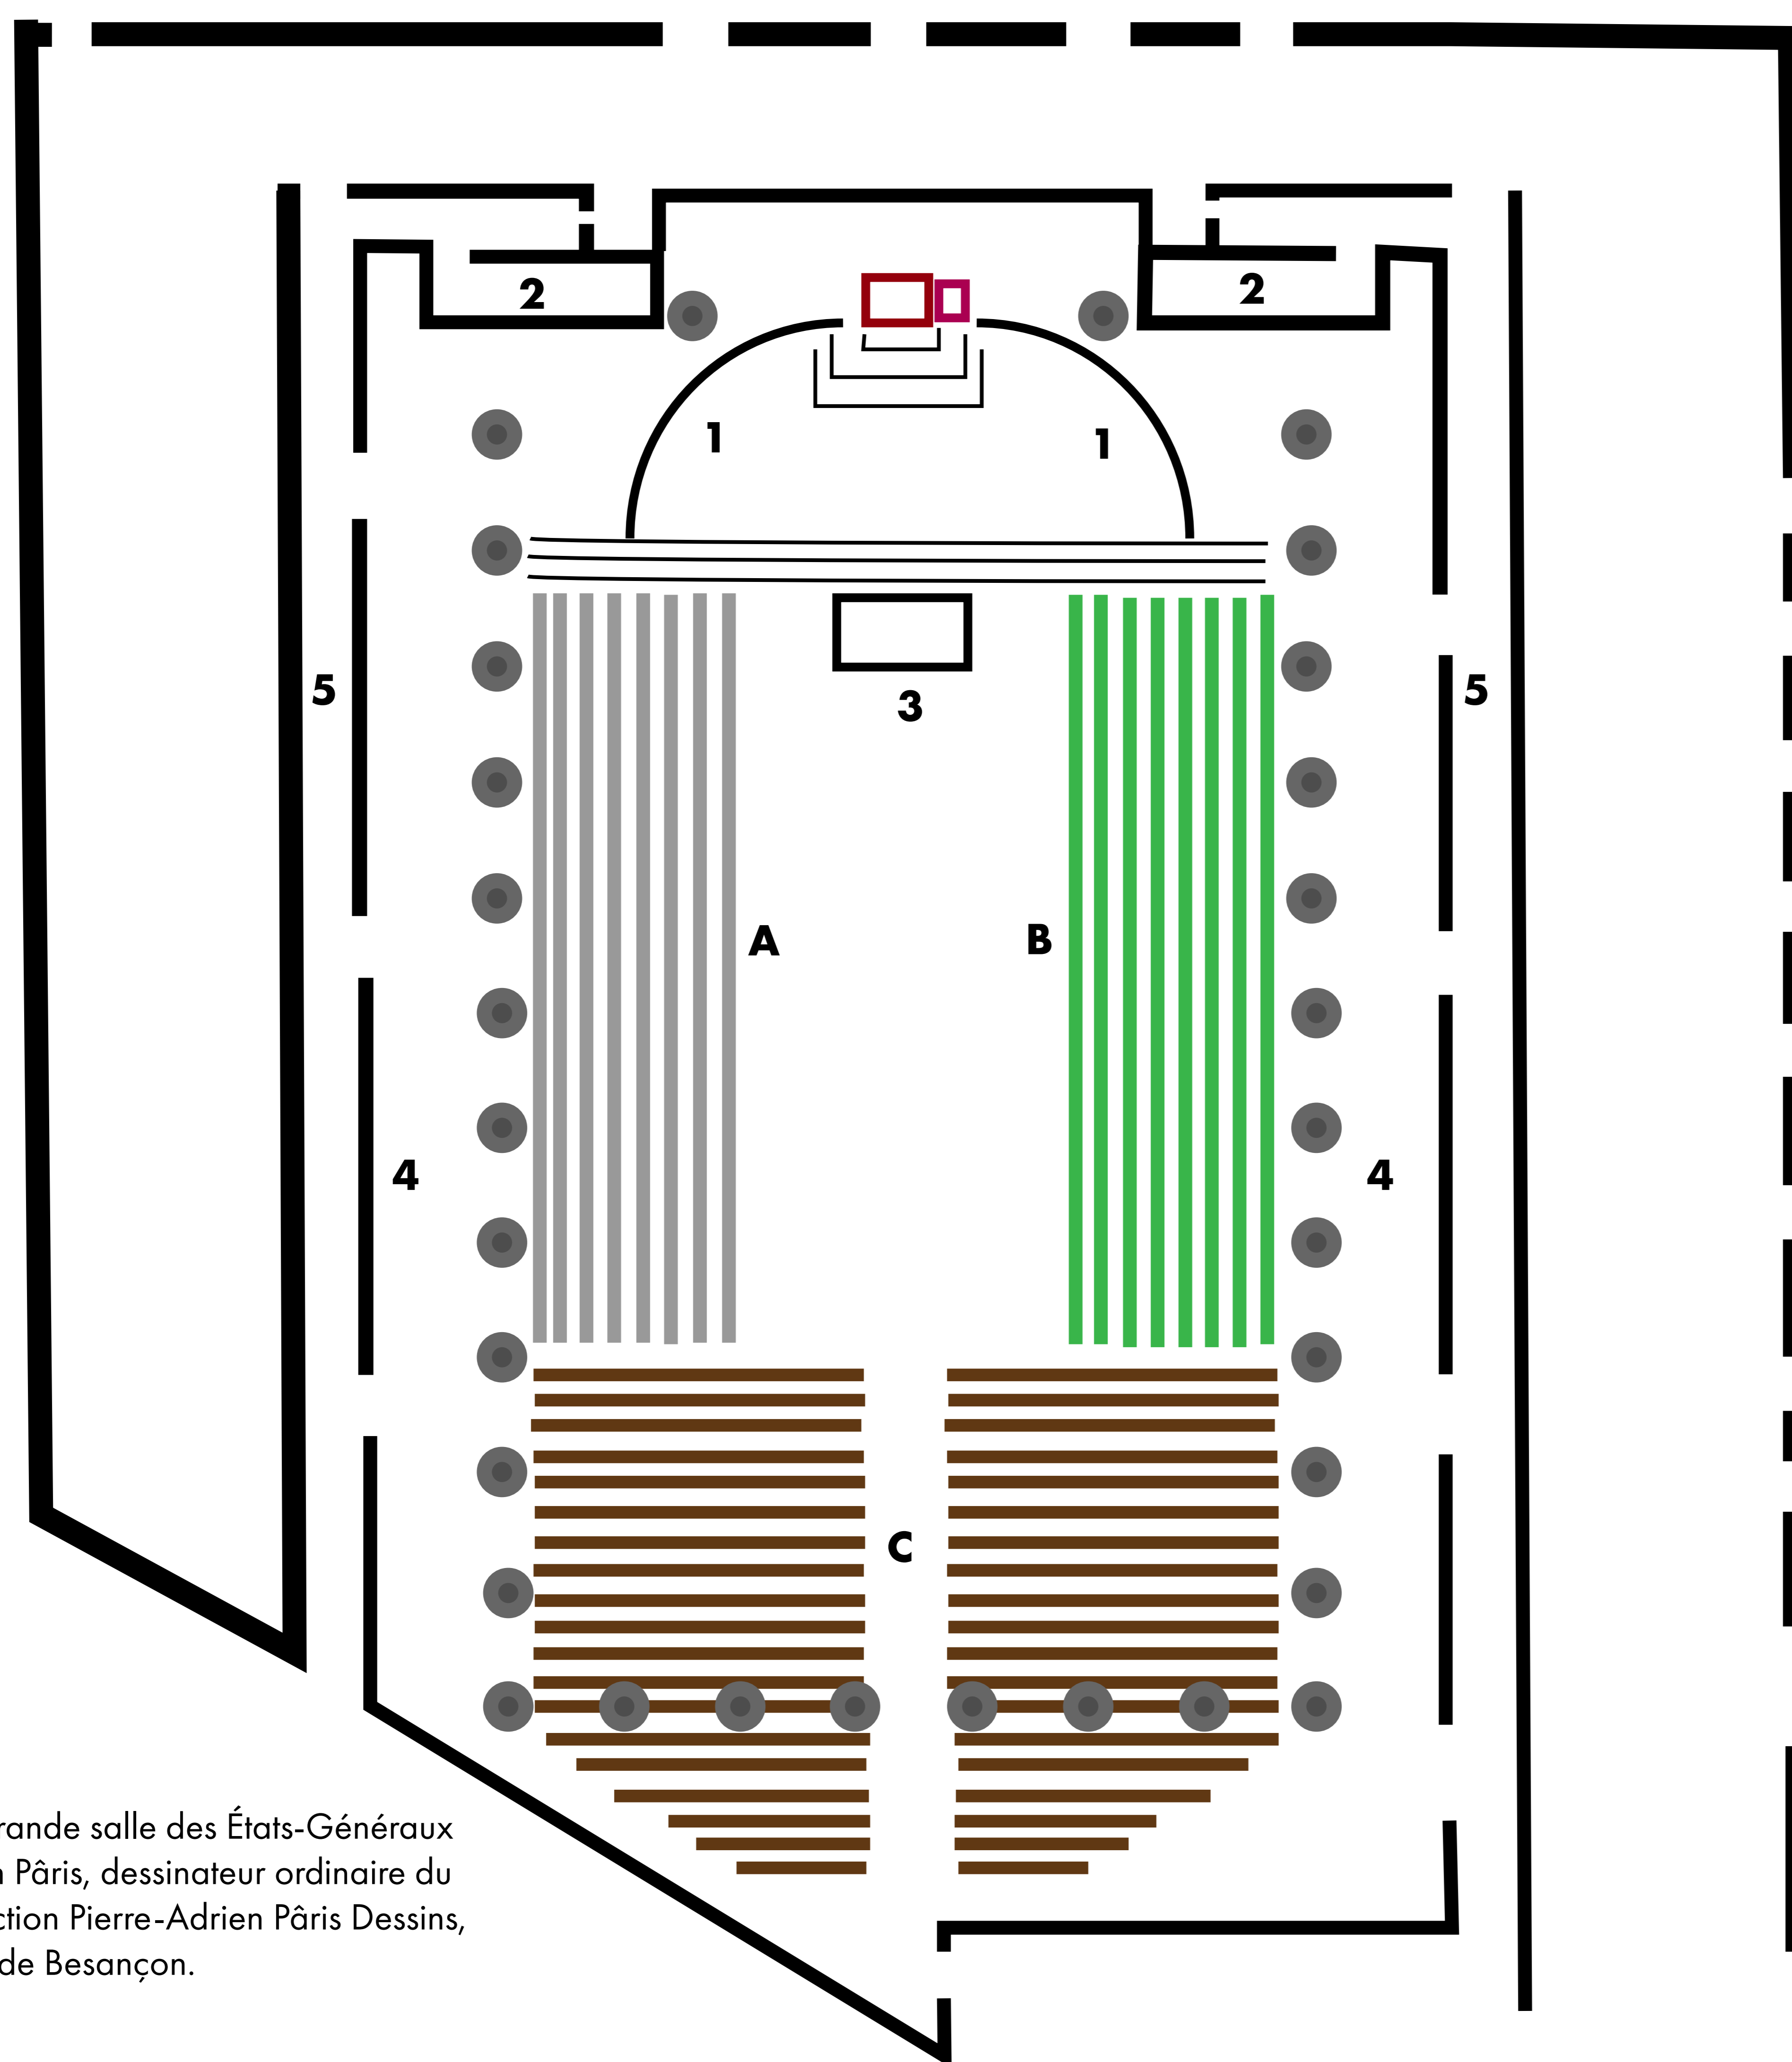 2
2
1
1
3
5
5
A
B
4
4
C
rande salle des États-Généraux
Pâris, dessinateur ordinaire du
ction Pierre-Adrien Pâris Dessins,
de Besançon.